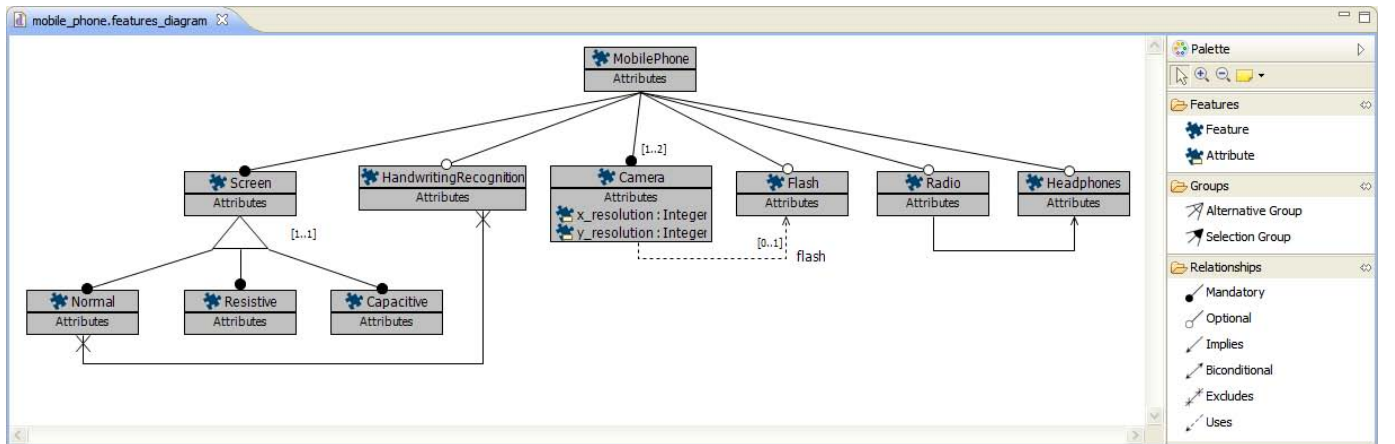 mobile_phone.features_diagram
MobilePhone
Attributes
[1..2]
Screen
Attributes
HandwritingRecognition
Attributes
Camera
Attributes
x_resolution : Integer
y_resolution : Integer
Flash
Attributes
Radio
Attributes
Headphones
Attributes
[1..1]
[0..1]
flash
Normal
Attributes
Resistive
Attributes
Capacitive
Attributes
Palette
Features
Feature
Attribute
Groups
Alternative Group
Selection Group
Relationships
Mandatory
Optional
Implies
Biconditional
Excludes
Uses